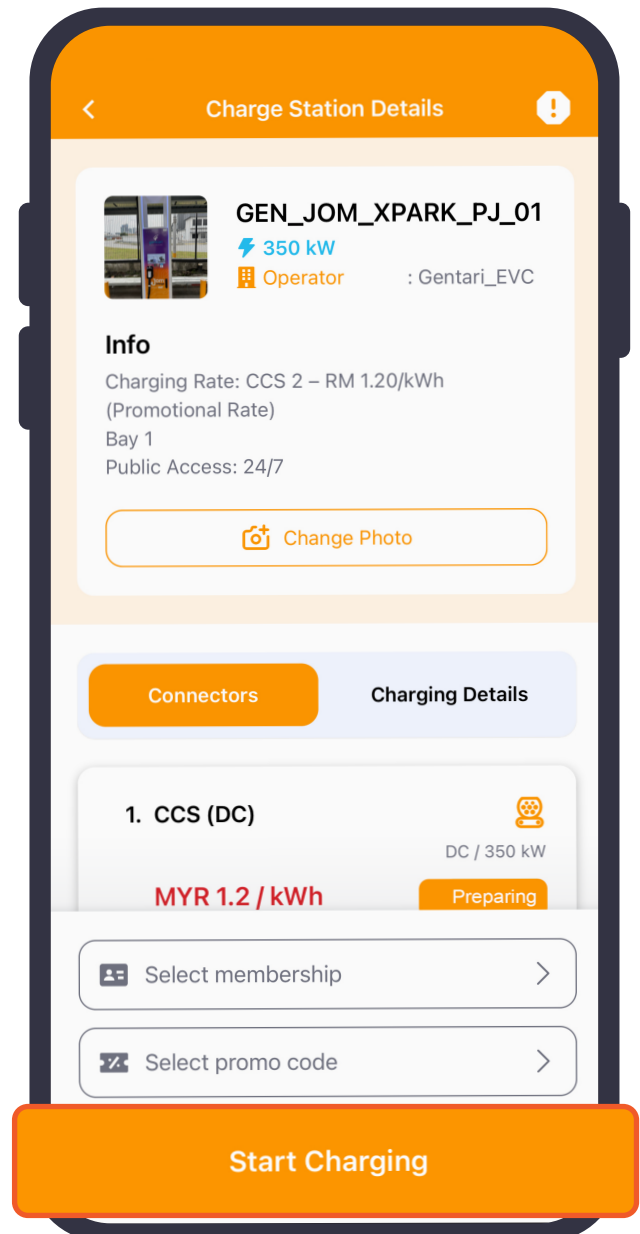 Charge Station Details
GEN_JOM_XPARK_PJ_01
350 kW
Operator : Gentari_EVC
Info
Charging Rate: CCS 2 – RM 1.20/kWh
(Promotional Rate)
Bay 1
Public Access: 24/7
Change Photo
Connectors Charging Details
1. CCS (DC)
DC / 350 kW
MYR 1.2 / kWh Preparing
Select membership
Select promo code
Start Charging